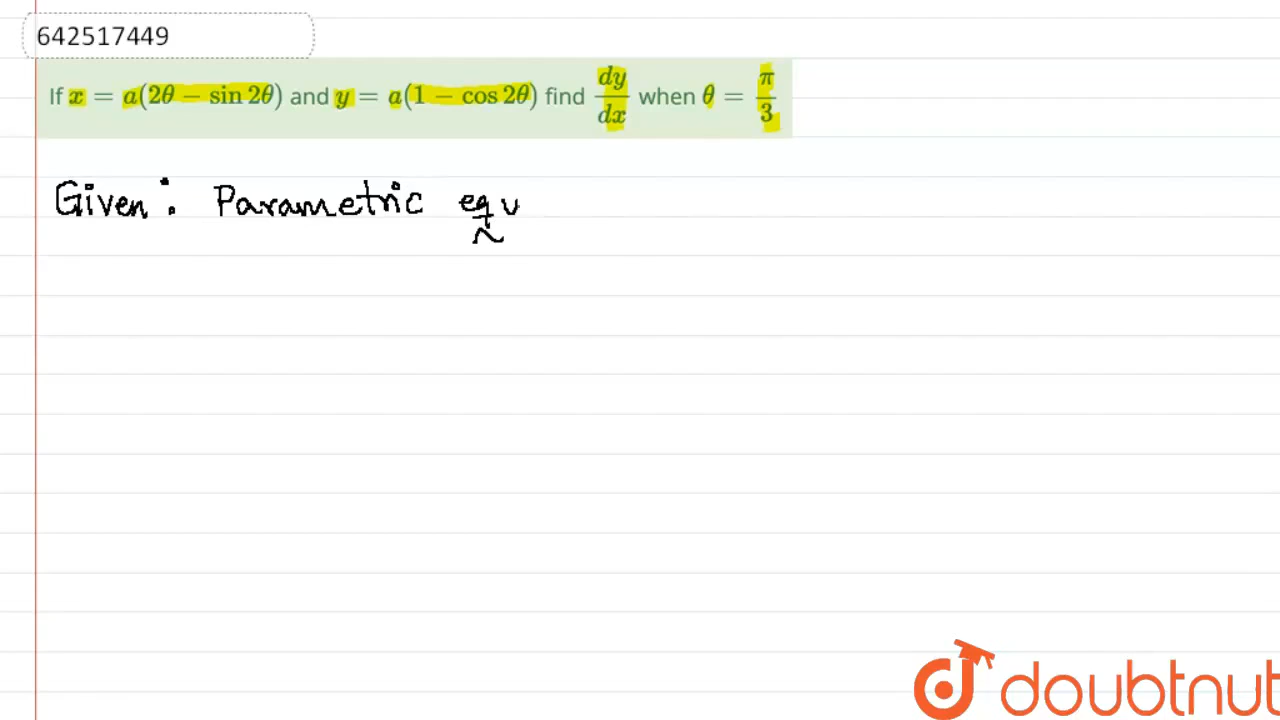 642517449
If x = a(2θ − sin 2θ) and y = a(1 − cos 2θ) find dy/dx when θ = π/3
Given : Parametric equ
doubtnut